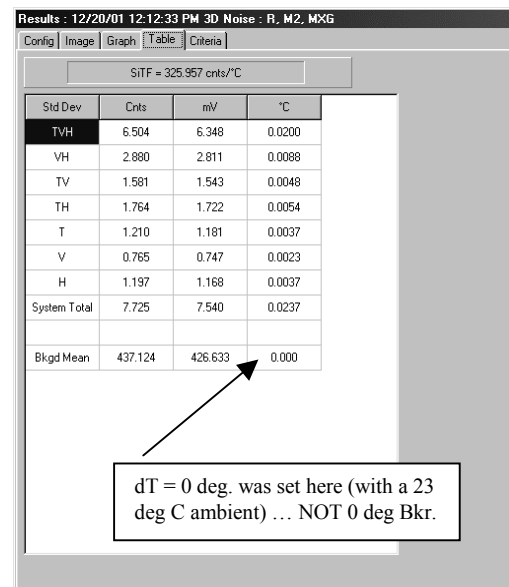 Results : 12/20/01 12:12:33 PM 3D Noise : R, M2, MXG
Config Image Graph Table Criteria
SiTF = 325.957 cnts/°C
Std Dev Cnts mV °C
TVH 6.504 6.348 0.0200
VH 2.880 2.811 0.0088
TV 1.581 1.543 0.0048
TH 1.764 1.722 0.0054
T 1.210 1.181 0.0037
V 0.765 0.747 0.0023
H 1.197 1.168 0.0037
System Total 7.725 7.540 0.0237
Bkgd Mean 437.124 426.633 0.000
dT = 0 deg. was set here (with a 23
deg C ambient) … NOT 0 deg Bkr.